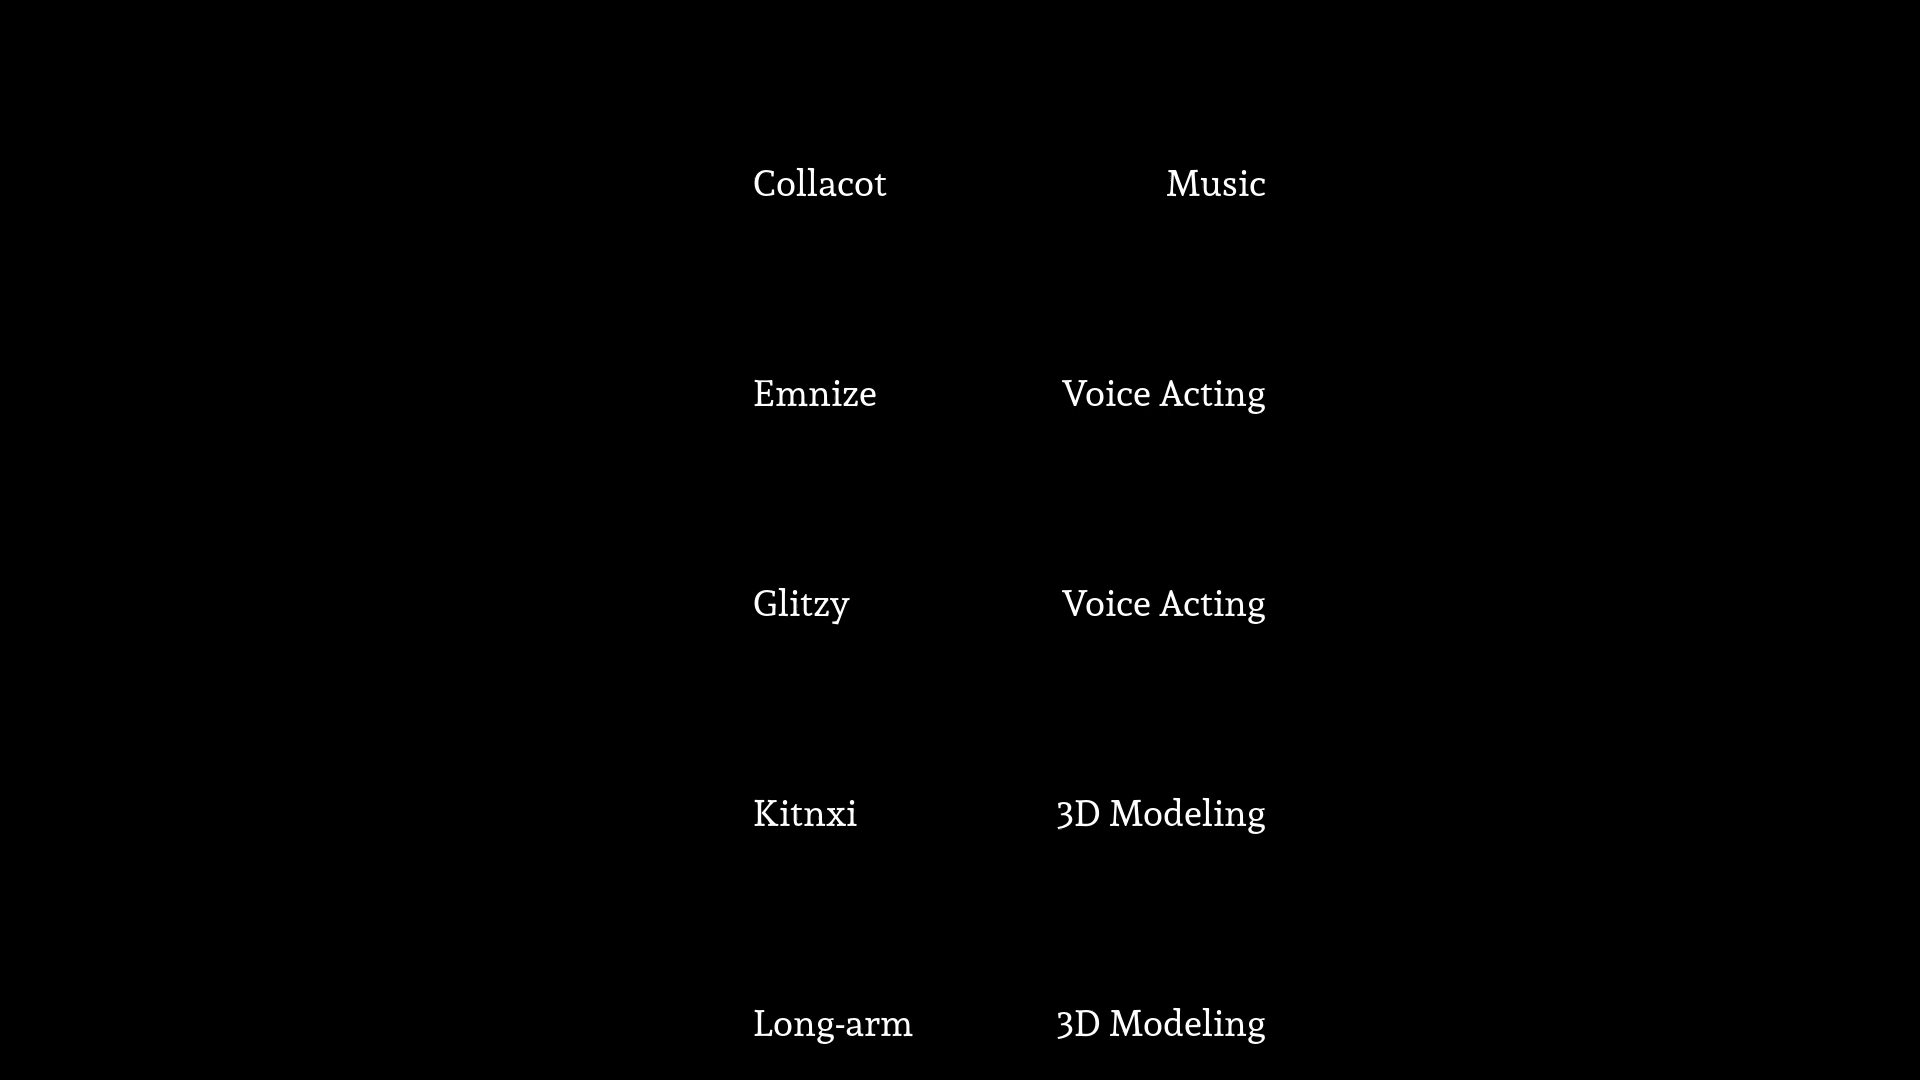 Collacot Music
Emnize Voice Acting
Glitzy Voice Acting
Kitnxi 3D Modeling
Long-arm 3D Modeling